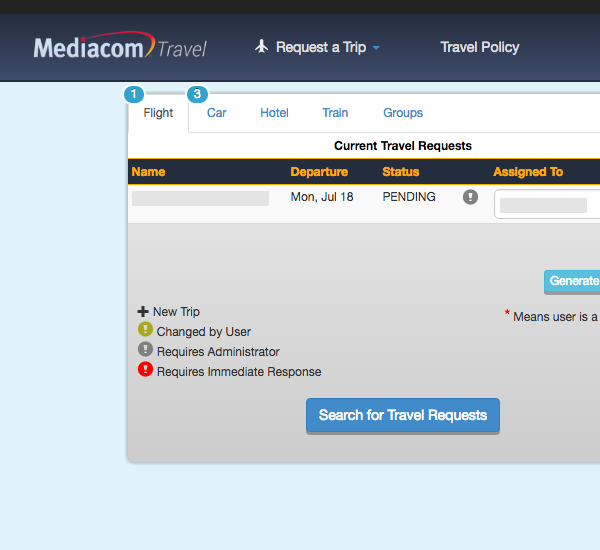 Mediacom Travel
Request a Trip
Travel Policy
1
3
Flight
Car
Hotel
Train
Groups
Current Travel Requests
Name
Departure
Status
Assigned To
Mon, Jul 18
PENDING
Generate
New Trip
* Means user is a
Changed by User
Requires Administrator
Requires Immediate Response
Search for Travel Requests